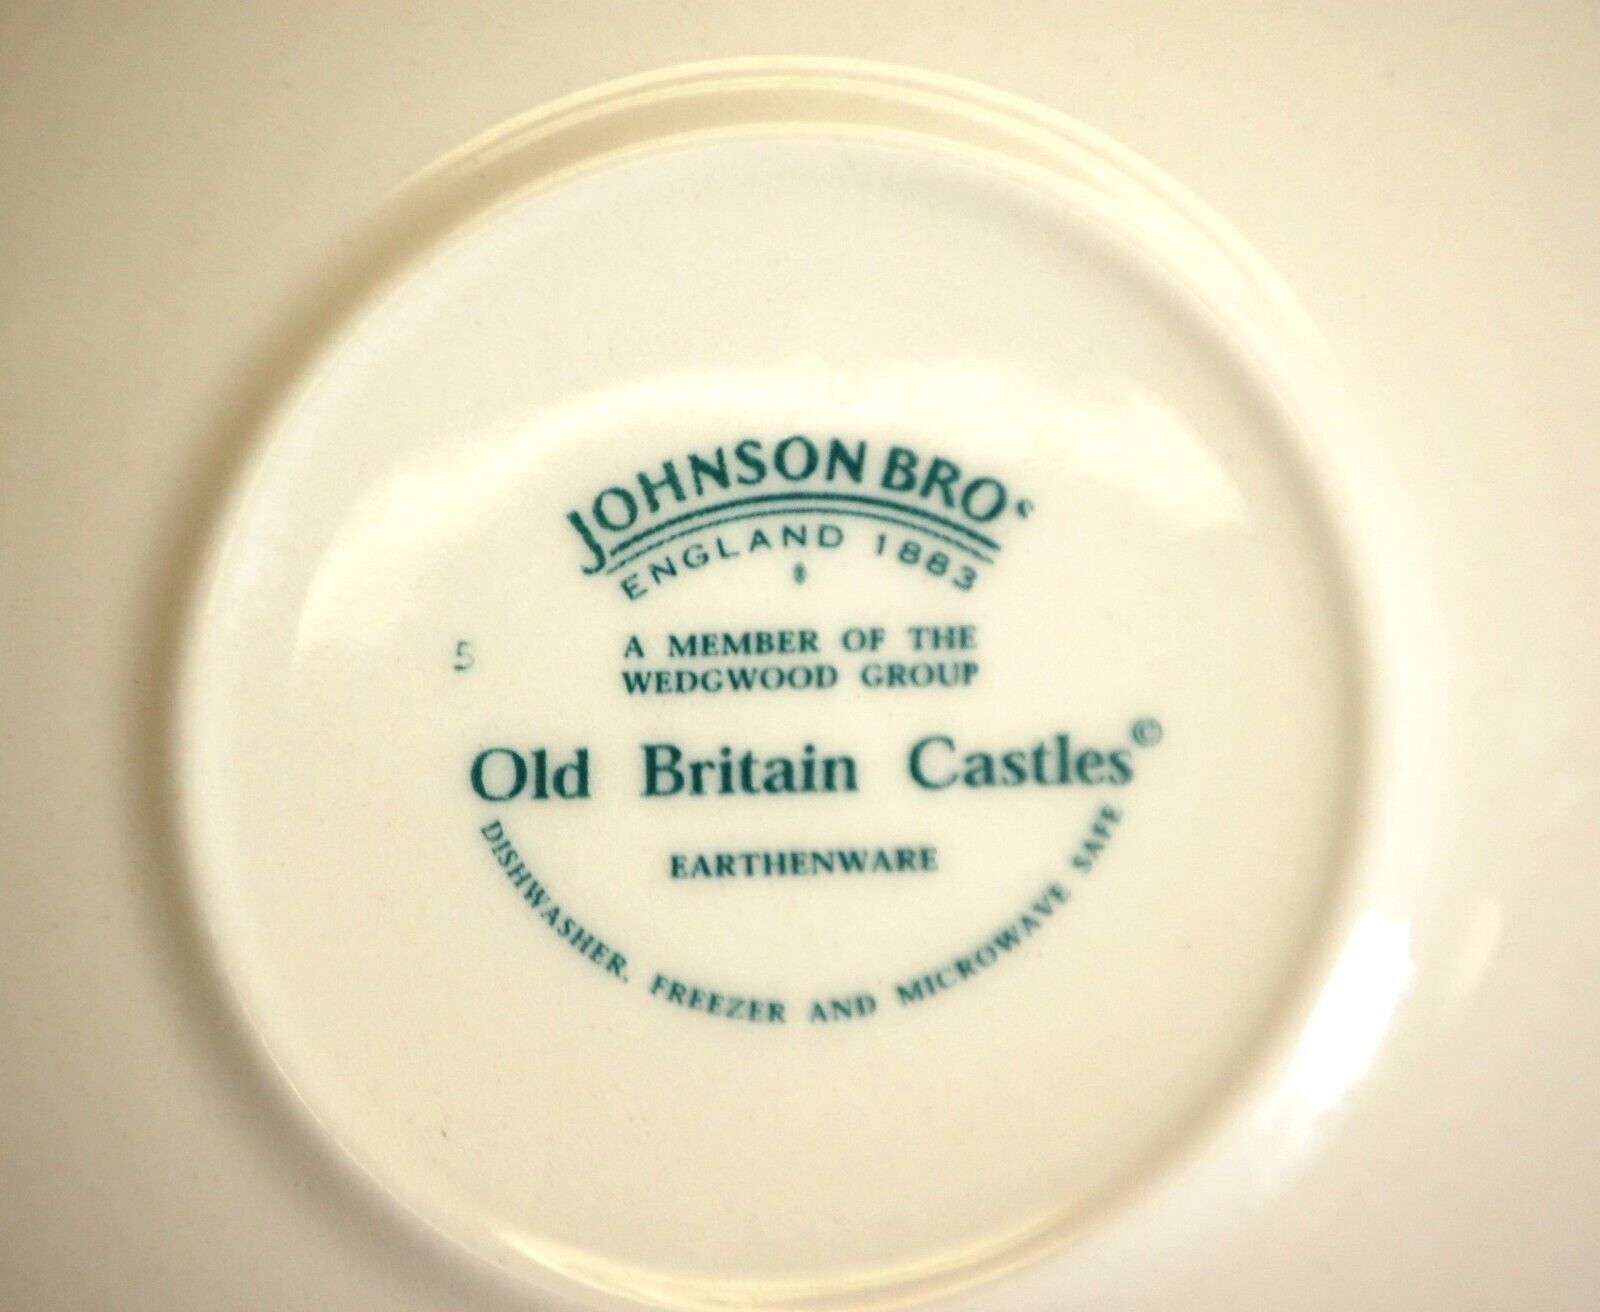 JOHNSON BROˢ
ENGLAND 1883
8
A MEMBER OF THE
WEDGWOOD GROUP
5
Old Britain Castles©
EARTHENWARE
DISHWASHER, FREEZER AND MICROWAVE SAFE